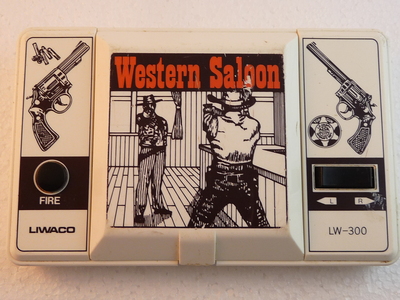 Western Saloon
FIRE
L R
LIWACO
LW-300